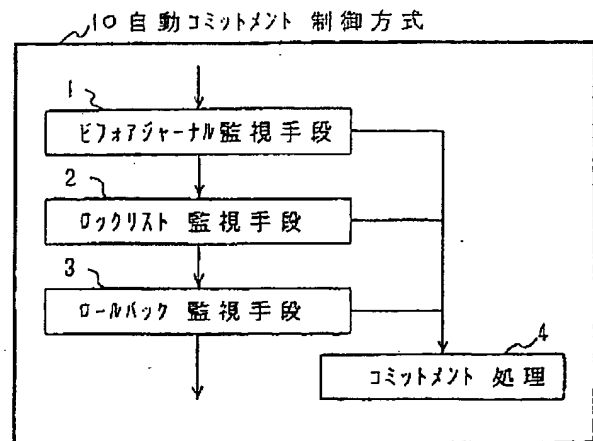 10 自動コミットメント 制御方式
1
ビフォアジャーナル監視手段
2
ロックリスト 監視手段
3
ロールバック 監視手段
4
コミットメント 処理